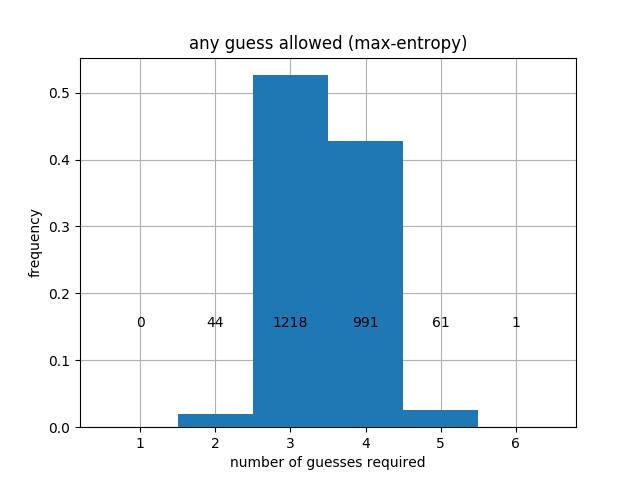 any guess allowed (max-entropy)
0.5
0.4
0.3
0.2
0.1
0.0
frequency
0 44 1218 991 61 1
1 2 3 4 5 6
number of guesses required